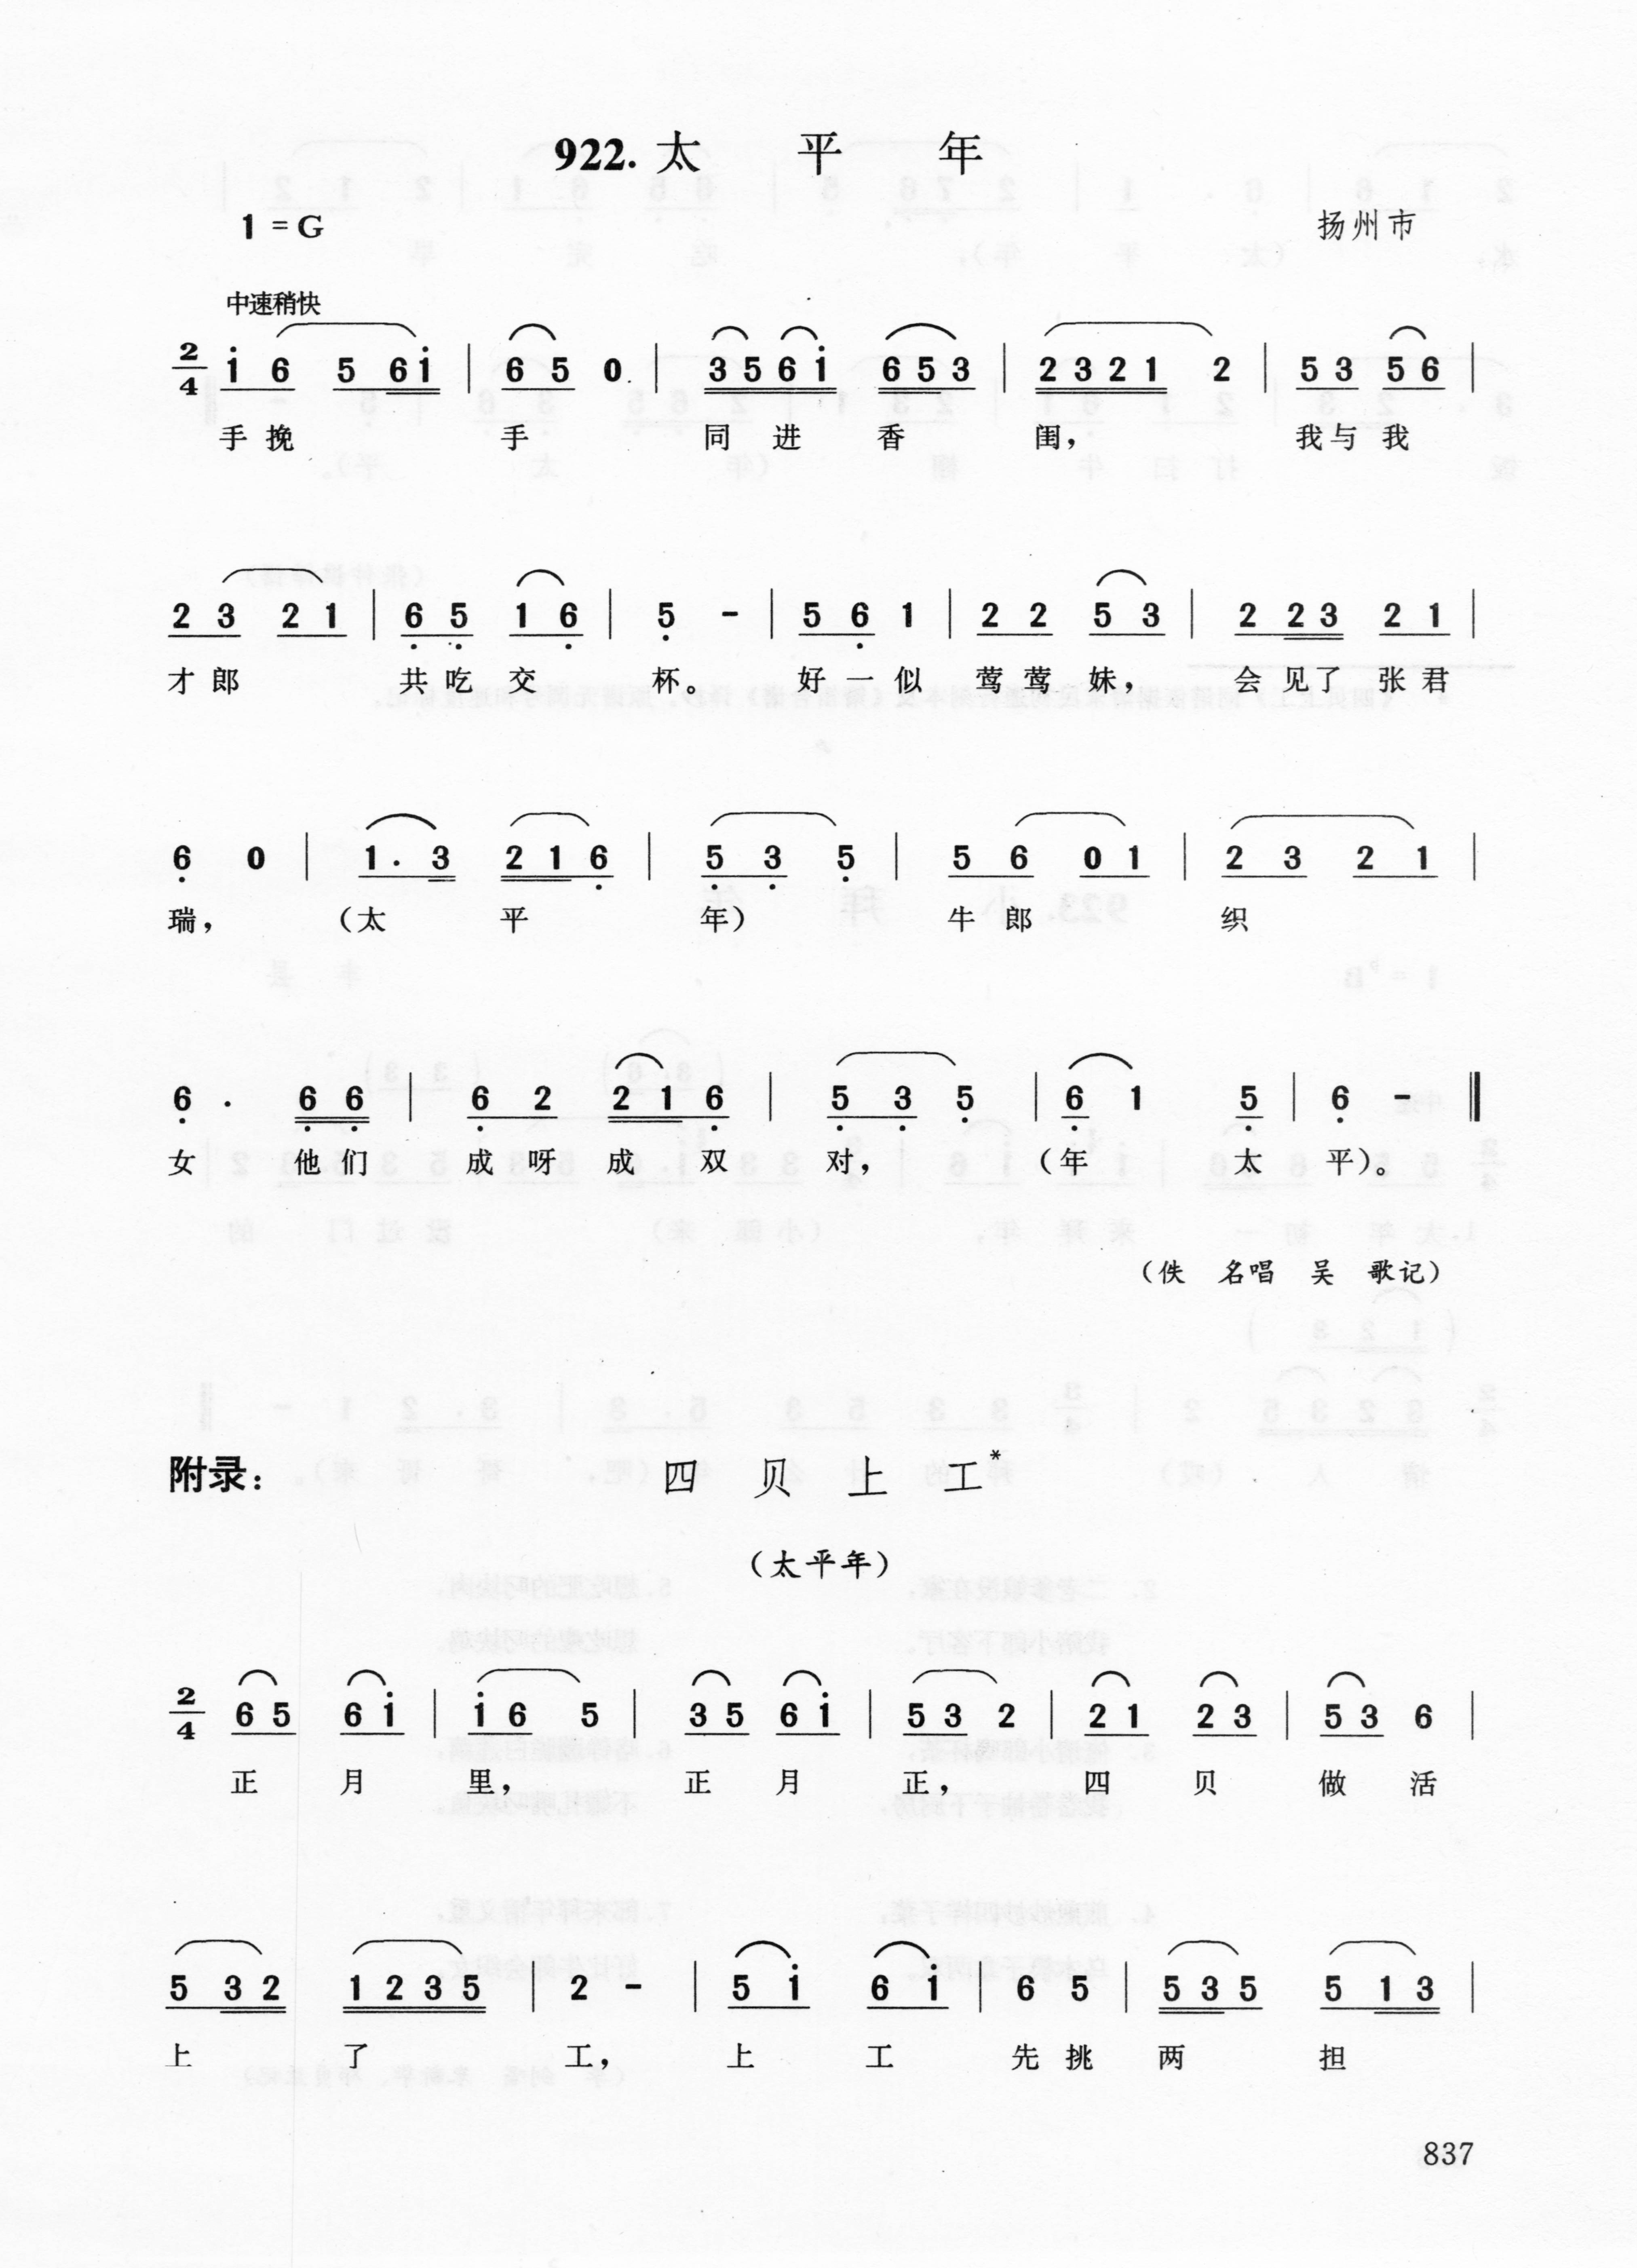 922. 太 平 年
1 = G
扬州市
中速稍快
2/4 i̇ 6 5 6 i̇ | 6 5 0 | 3 5 6 i̇ 6 5 3 | 2 3 2 1 2 | 5 3 5 6 |
手 挽 手 同 进 香 闺， 我 与 我
2 3 2 1 | 6̣ 5̣ 1 6̣ | 5̣ - | 5 6̣ 1 | 2 2 5 3 | 2 2 3 2 1 |
才 郎 共 吃 交 杯。 好 一 似 莺 莺 妹， 会 见 了 张 君
6̣ 0 | 1 . 3 2 1 6̣ | 5̣ 3̣ 5̣ | 5 6 0 1 | 2 3 2 1 |
瑞， （太 平 年） 牛 郎 织
6̣ . 6̣ 6̣ | 6̣ 2 2 1 6̣ | 5̣ 3̣ 5̣ | 6̣ 1 5̣ | 6̣ - ‖
女 他 们 成 呀 成 双 对， （年 太 平）。
（佚 名唱 吴 歌记）
附录： 四 贝 上 工*
（太平年）
2/4 6 5 6 i̇ | i̇ 6 5 | 3 5 6 i̇ | 5 3 2 | 2 1 2 3 | 5 3 6 |
正 月 里， 正 月 正， 四 贝 做 活
5 3 2 1 2 3 5 | 2 - | 5 i̇ 6 i̇ | 6 5 | 5 3 5 5 1 3 |
上 了 工， 上 工 先 挑 两 担
837